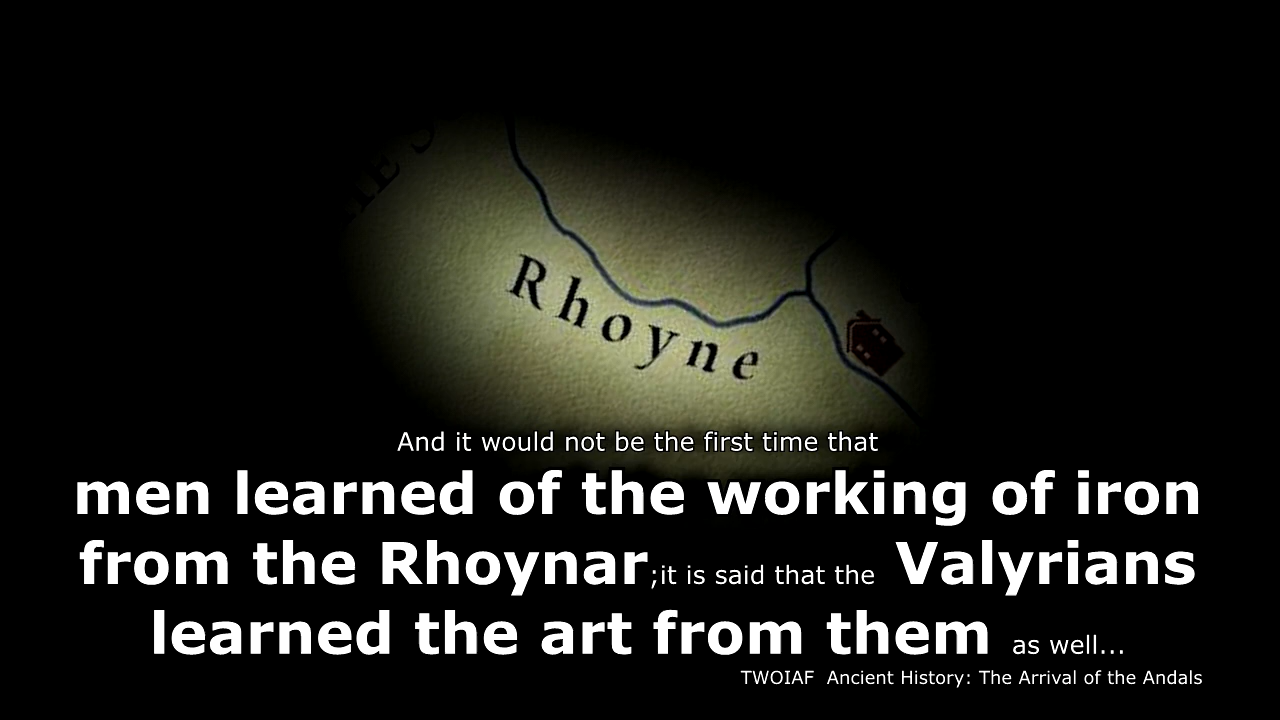 HE S
Rhoyne
And it would not be the first time that
men learned of the working of iron
from the Rhoynar;it is said that the Valyrians
learned the art from them as well...
TWOIAF Ancient History: The Arrival of the Andals